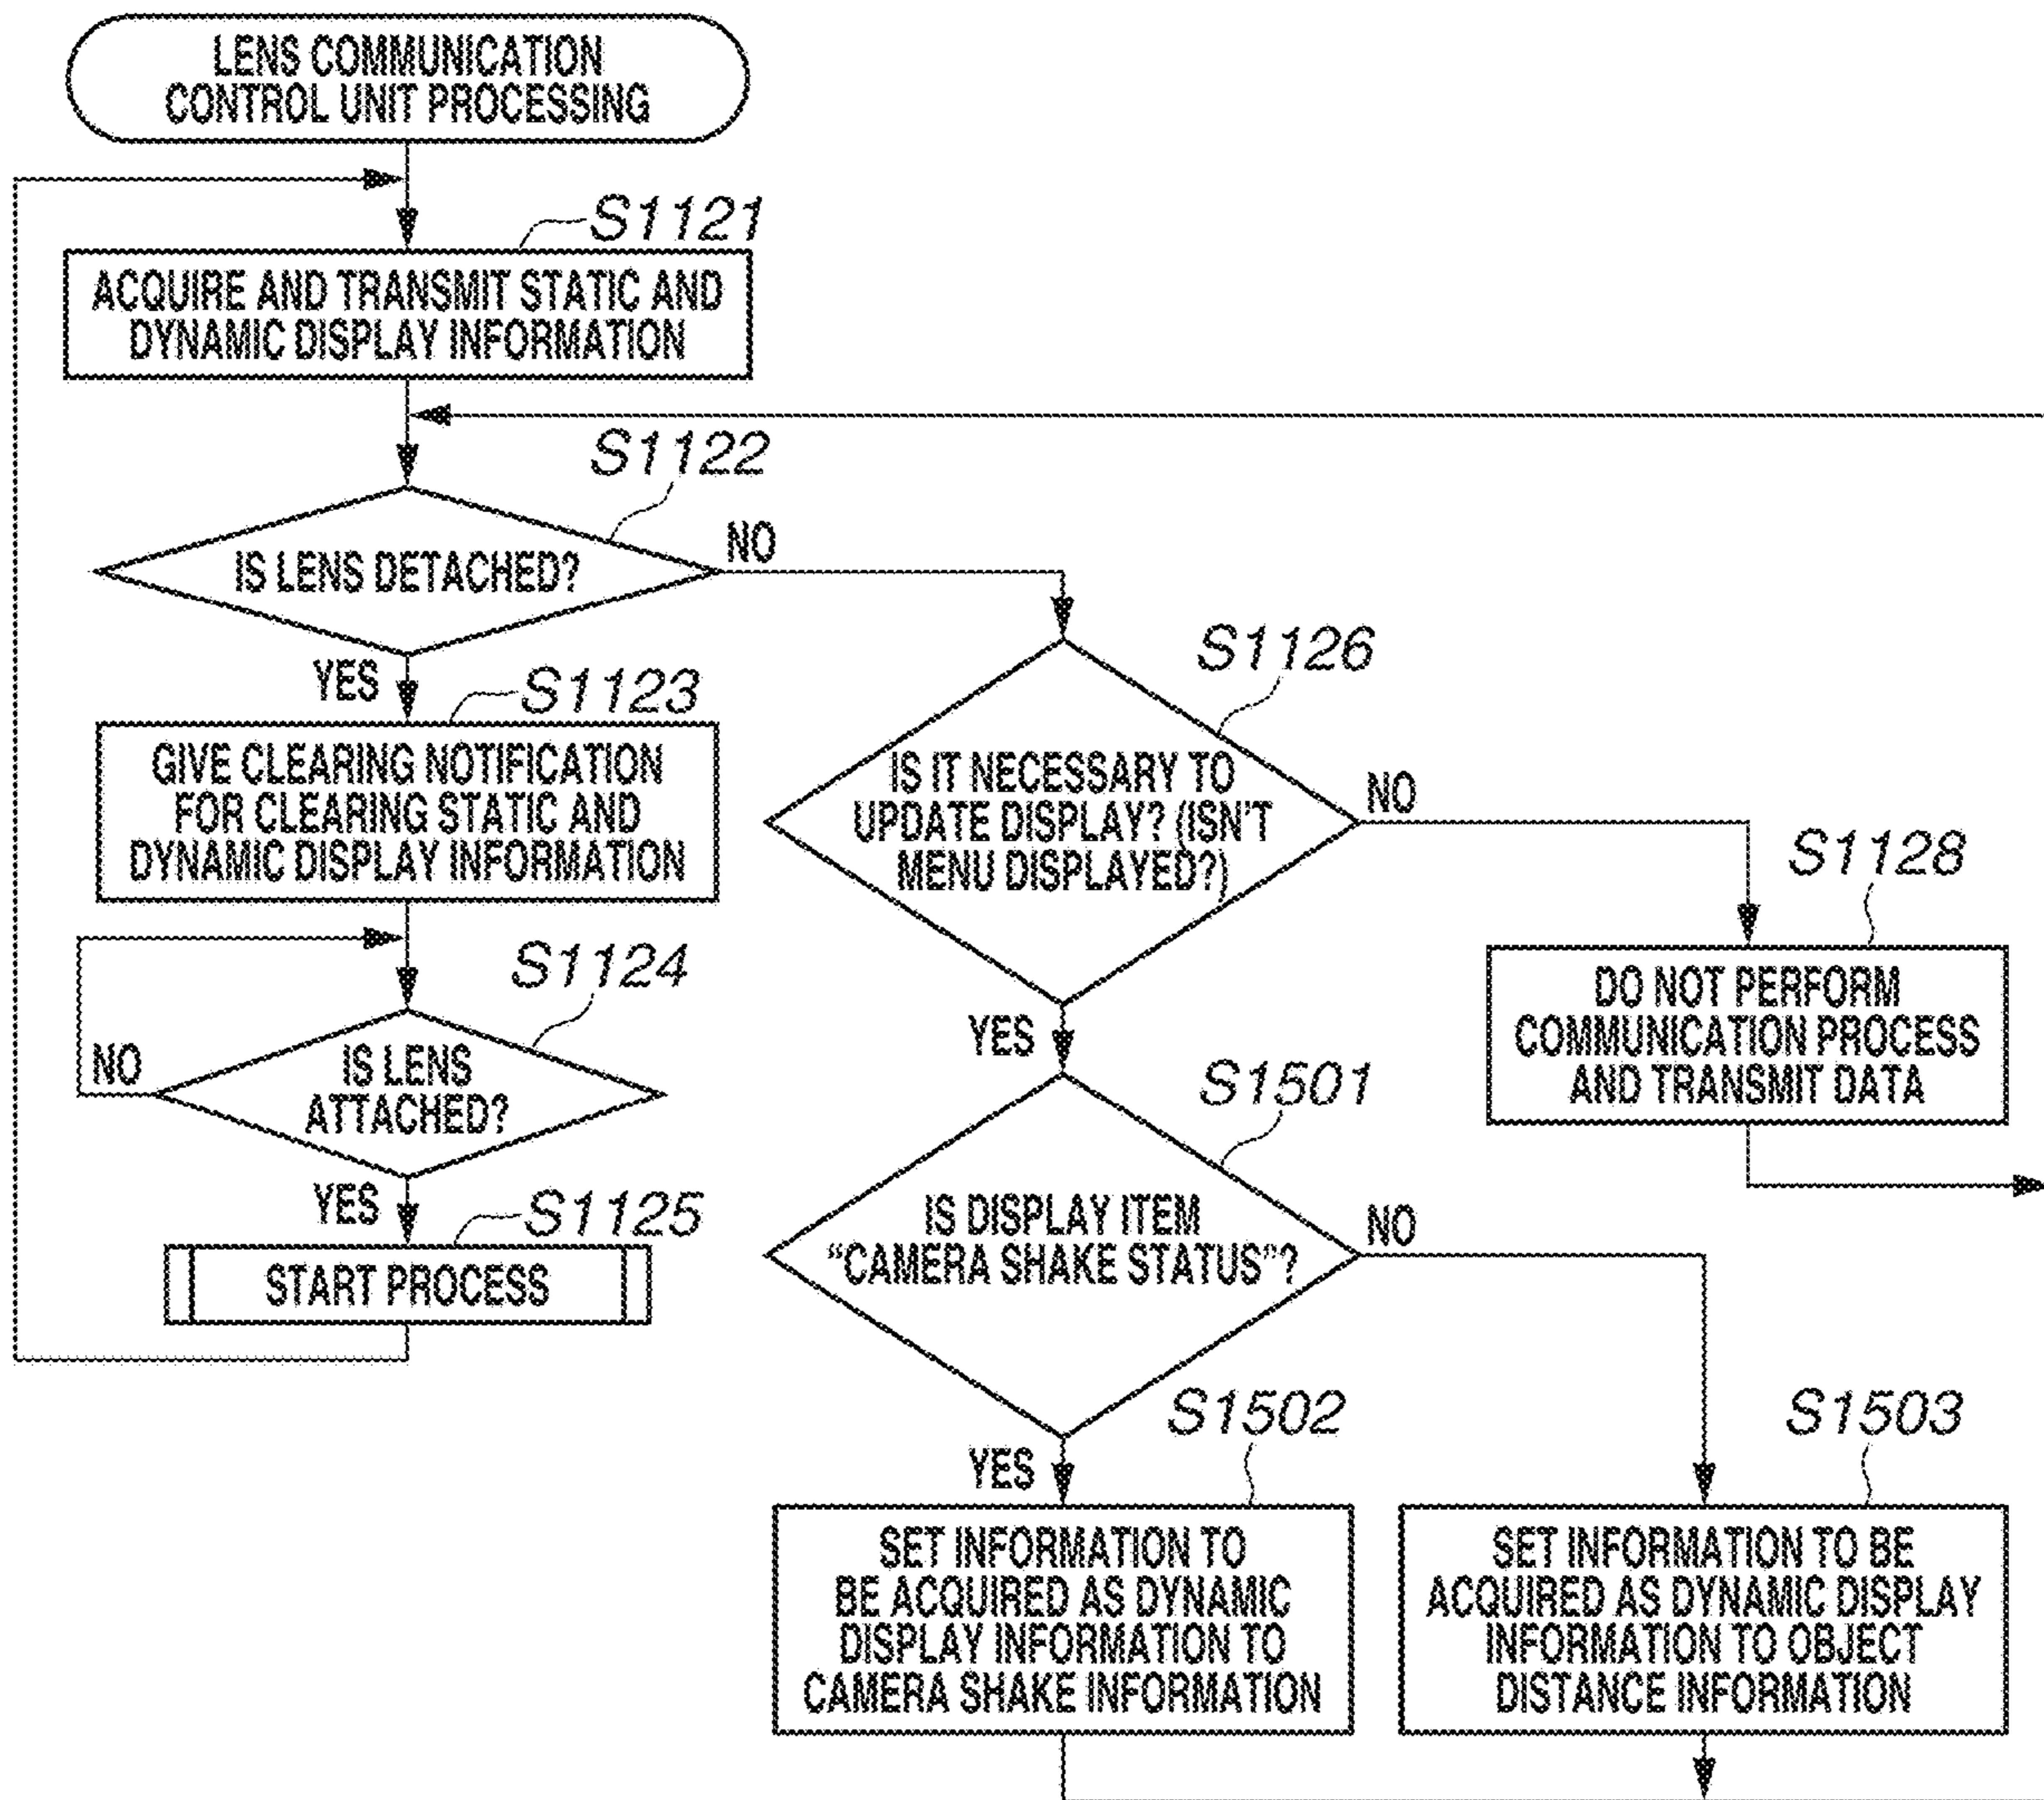 LENS COMMUNICATION
CONTROL UNIT PROCESSING
S1121
ACQUIRE AND TRANSMIT STATIC AND
DYNAMIC DISPLAY INFORMATION
S1122
IS LENS DETACHED?
NO
YES
S1123
GIVE CLEARING NOTIFICATION
FOR CLEARING STATIC AND
DYNAMIC DISPLAY INFORMATION
S1124
IS LENS
ATTACHED?
NO
YES
S1125
START PROCESS
S1126
IS IT NECESSARY TO
UPDATE DISPLAY? (ISN'T
MENU DISPLAYED?)
NO
YES
S1128
DO NOT PERFORM
COMMUNICATION PROCESS
AND TRANSMIT DATA
S1501
IS DISPLAY ITEM
“CAMERA SHAKE STATUS”?
NO
YES
S1502
SET INFORMATION TO
BE ACQUIRED AS DYNAMIC
DISPLAY INFORMATION TO
CAMERA SHAKE INFORMATION
S1503
SET INFORMATION TO BE
ACQUIRED AS DYNAMIC DISPLAY
INFORMATION TO OBJECT
DISTANCE INFORMATION